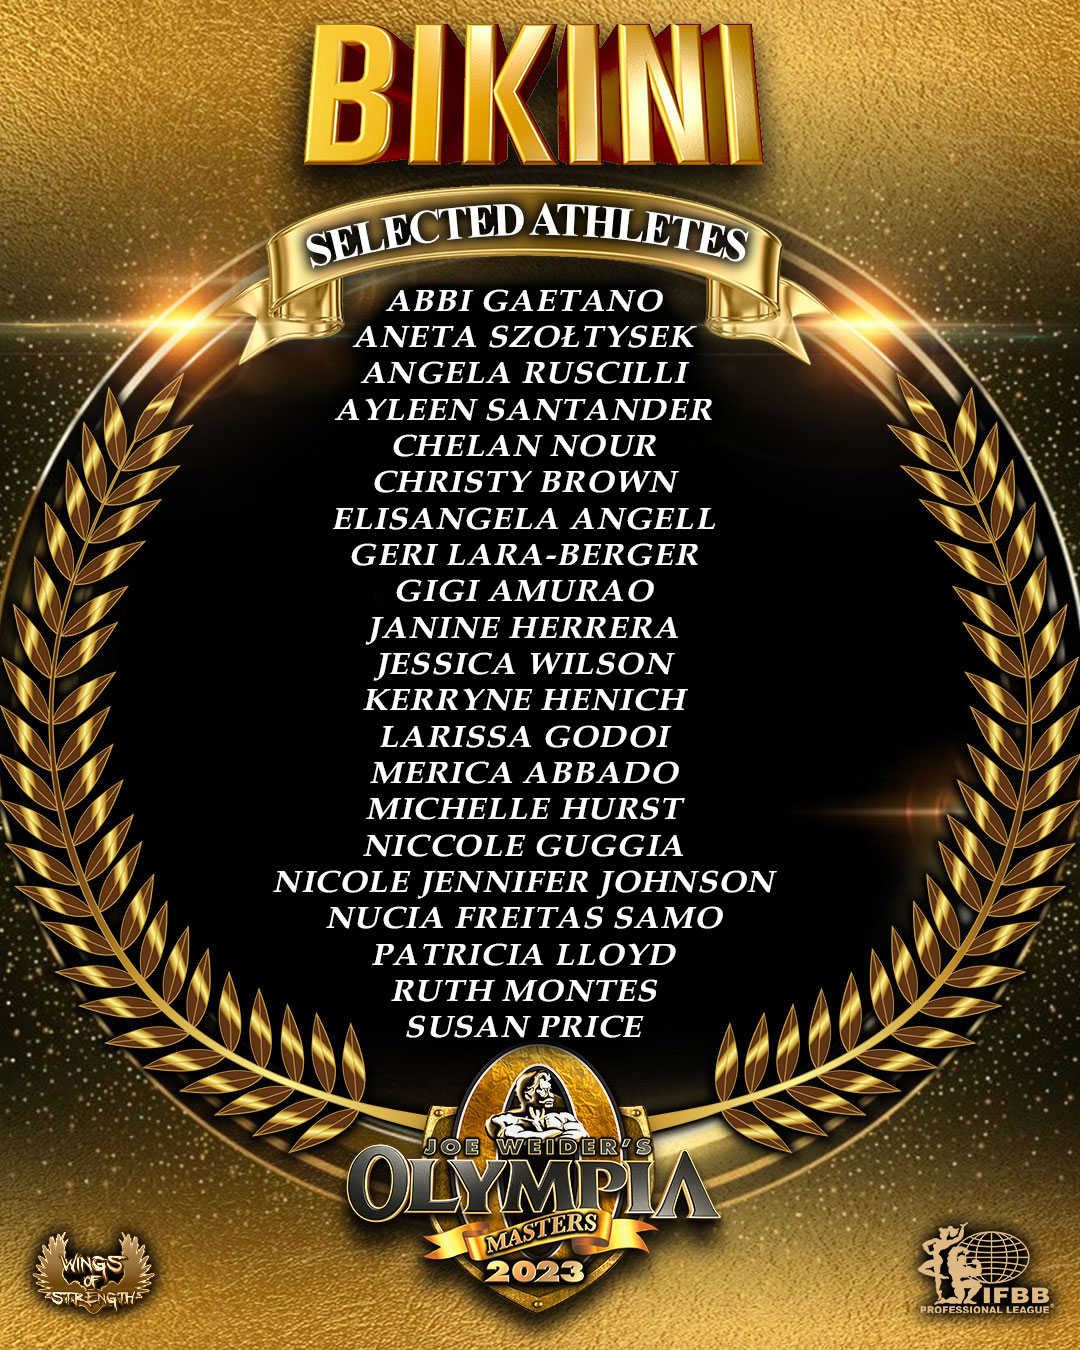 BIKINI
SELECTED ATHLETES
ABBI GAETANO
ANETA SZOŁTYSEK
ANGELA RUSCILLI
AYLEEN SANTANDER
CHELAN NOUR
CHRISTY BROWN
ELISANGELA ANGELL
GERI LARA-BERGER
GIGI AMURAO
JANINE HERRERA
JESSICA WILSON
KERRYNE HENICH
LARISSA GODOI
MERICA ABBADO
MICHELLE HURST
NICCOLE GUGGIA
NICOLE JENNIFER JOHNSON
NUCIA FREITAS SAMO
PATRICIA LLOYD
RUTH MONTES
SUSAN PRICE
JOE WEIDER'S
OLYMPIA
MASTERS
2023
WINGS
OF
STRENGTH
IFBB
PROFESSIONAL LEAGUE